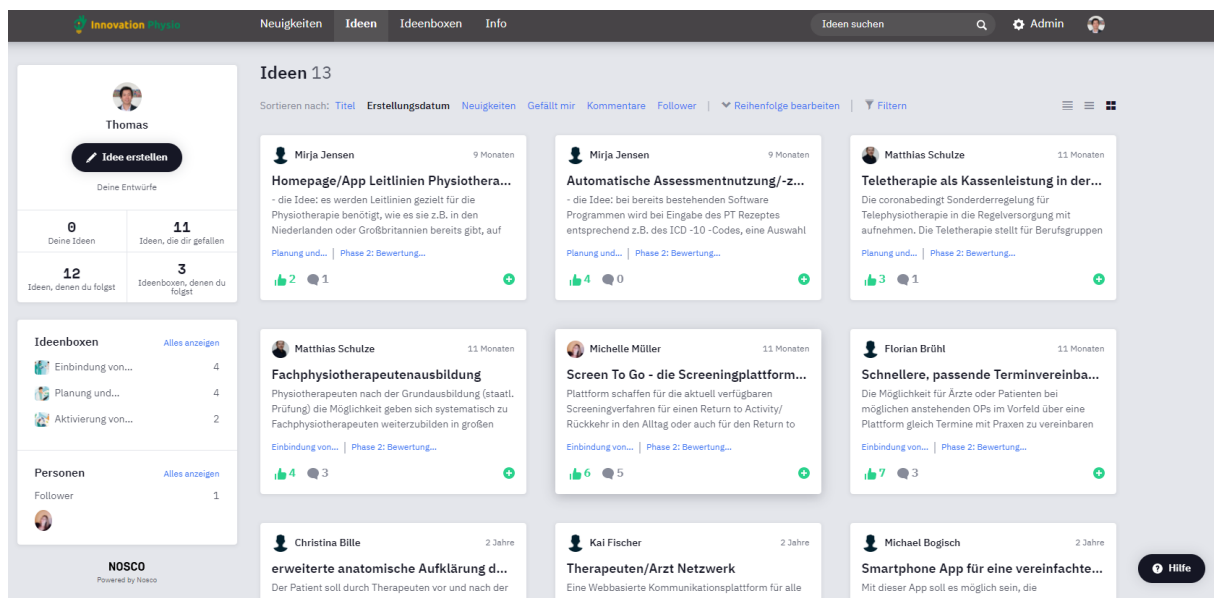 Innovation Physio
Neuigkeiten Ideen Ideenboxen Info
Ideen suchen
Admin
Thomas
Idee erstellen
Deine Entwürfe
0
Deine Ideen
11
Ideen, die dir gefallen
12
Ideen, denen du folgst
3
Ideenboxen, denen du
folgst
Ideenboxen Alles anzeigen
Einbindung von... 4
Planung und... 4
Aktivierung von... 2
Personen Alles anzeigen
Follower 1
NOSCO
Powered by Nosco
Ideen 13
Sortieren nach: Titel Erstellungsdatum Neuigkeiten Gefällt mir Kommentare Follower | Reihenfolge bearbeiten | Filtern
Mirja Jensen 9 Monaten
Homepage/App Leitlinien Physiothera...
- die Idee: es werden Leitlinien gezielt für die
Physiotherapie benötigt, wie es sie z.B. in den
Niederlanden oder Großbritannien bereits gibt, auf
Planung und... | Phase 2: Bewertung...
2 1
Mirja Jensen 9 Monaten
Automatische Assessmentnutzung/-z...
- die Idee: bei bereits bestehenden Software
Programmen wird bei Eingabe des PT Rezeptes
entsprechend z.B. des ICD -10 -Codes, eine Auswahl
Planung und... | Phase 2: Bewertung...
4 0
Matthias Schulze 11 Monaten
Teletherapie als Kassenleistung in der...
Die coronabedingt Sonderderregelung für
Telephysiotherapie in die Regelversorgung mit
aufnehmen. Die Teletherapie stellt für Berufsgruppen
Planung und... | Phase 2: Bewertung...
3 1
Matthias Schulze 11 Monaten
Fachphysiotherapeutenausbildung
Physiotherapeuten nach der Grundausbildung (staatl.
Prüfung) die Möglichkeit geben sich systematisch zu
Fachphysiotherapeuten weiterzubilden in großen
Einbindung von... | Phase 2: Bewertung...
4 3
Michelle Müller 11 Monaten
Screen To Go - die Screeningplattform...
Plattform schaffen für die aktuell verfügbaren
Screeningverfahren für einen Return to Activity/
Rückkehr in den Alltag oder auch für den Return to
Einbindung von... | Phase 2: Bewertung...
6 5
Florian Brühl 11 Monaten
Schnellere, passende Terminvereinba...
Die Möglichkeit für Ärzte oder Patienten bei
möglichen anstehenden OPs im Vorfeld über eine
Plattform gleich Termine mit Praxen zu vereinbaren
Einbindung von... | Phase 2: Bewertung...
7 3
Christina Bille 2 Jahre
erweiterte anatomische Aufklärung d...
Der Patient soll durch Therapeuten vor und nach der
Kai Fischer 2 Jahre
Therapeuten/Arzt Netzwerk
Eine Webbasierte Kommunikationsplattform für alle
Michael Bogisch 2 Jahre
Smartphone App für eine vereinfachte...
Mit dieser App soll es möglich sein, die
Hilfe